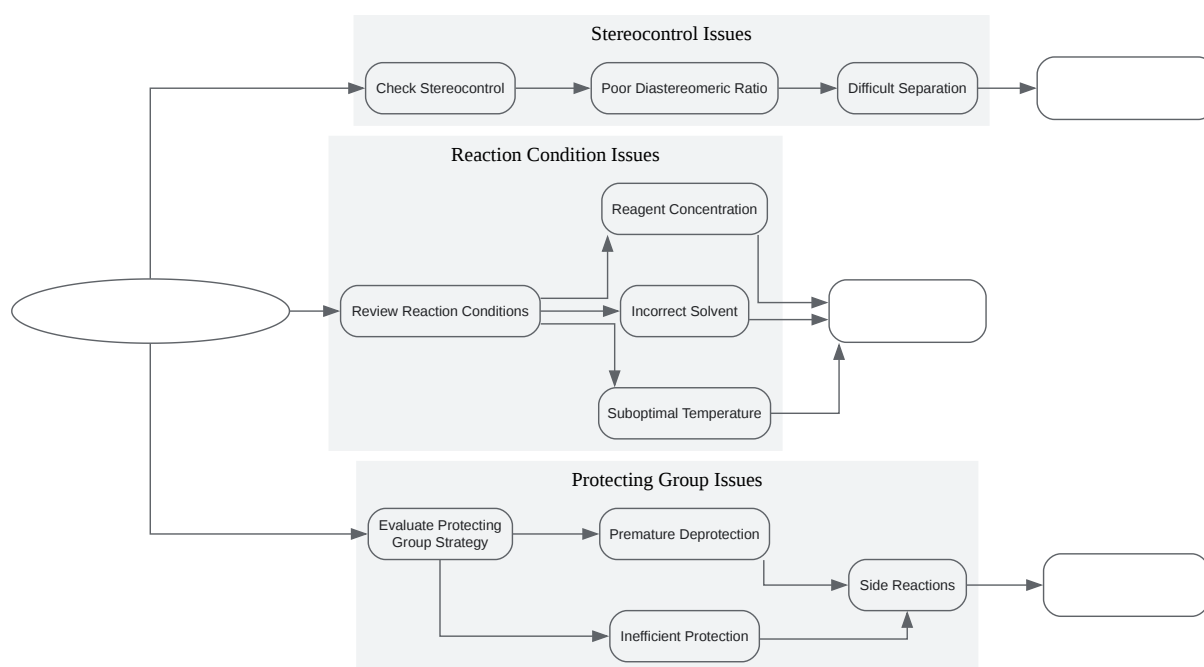 Stereocontrol Issues
Check Stereocontrol
Poor Diastereomeric Ratio
Difficult Separation
Reaction Condition Issues
Reagent Concentration
Review Reaction Conditions
Incorrect Solvent
Suboptimal Temperature
Protecting Group Issues
Evaluate Protecting
Group Strategy
Premature Deprotection
Side Reactions
Inefficient Protection